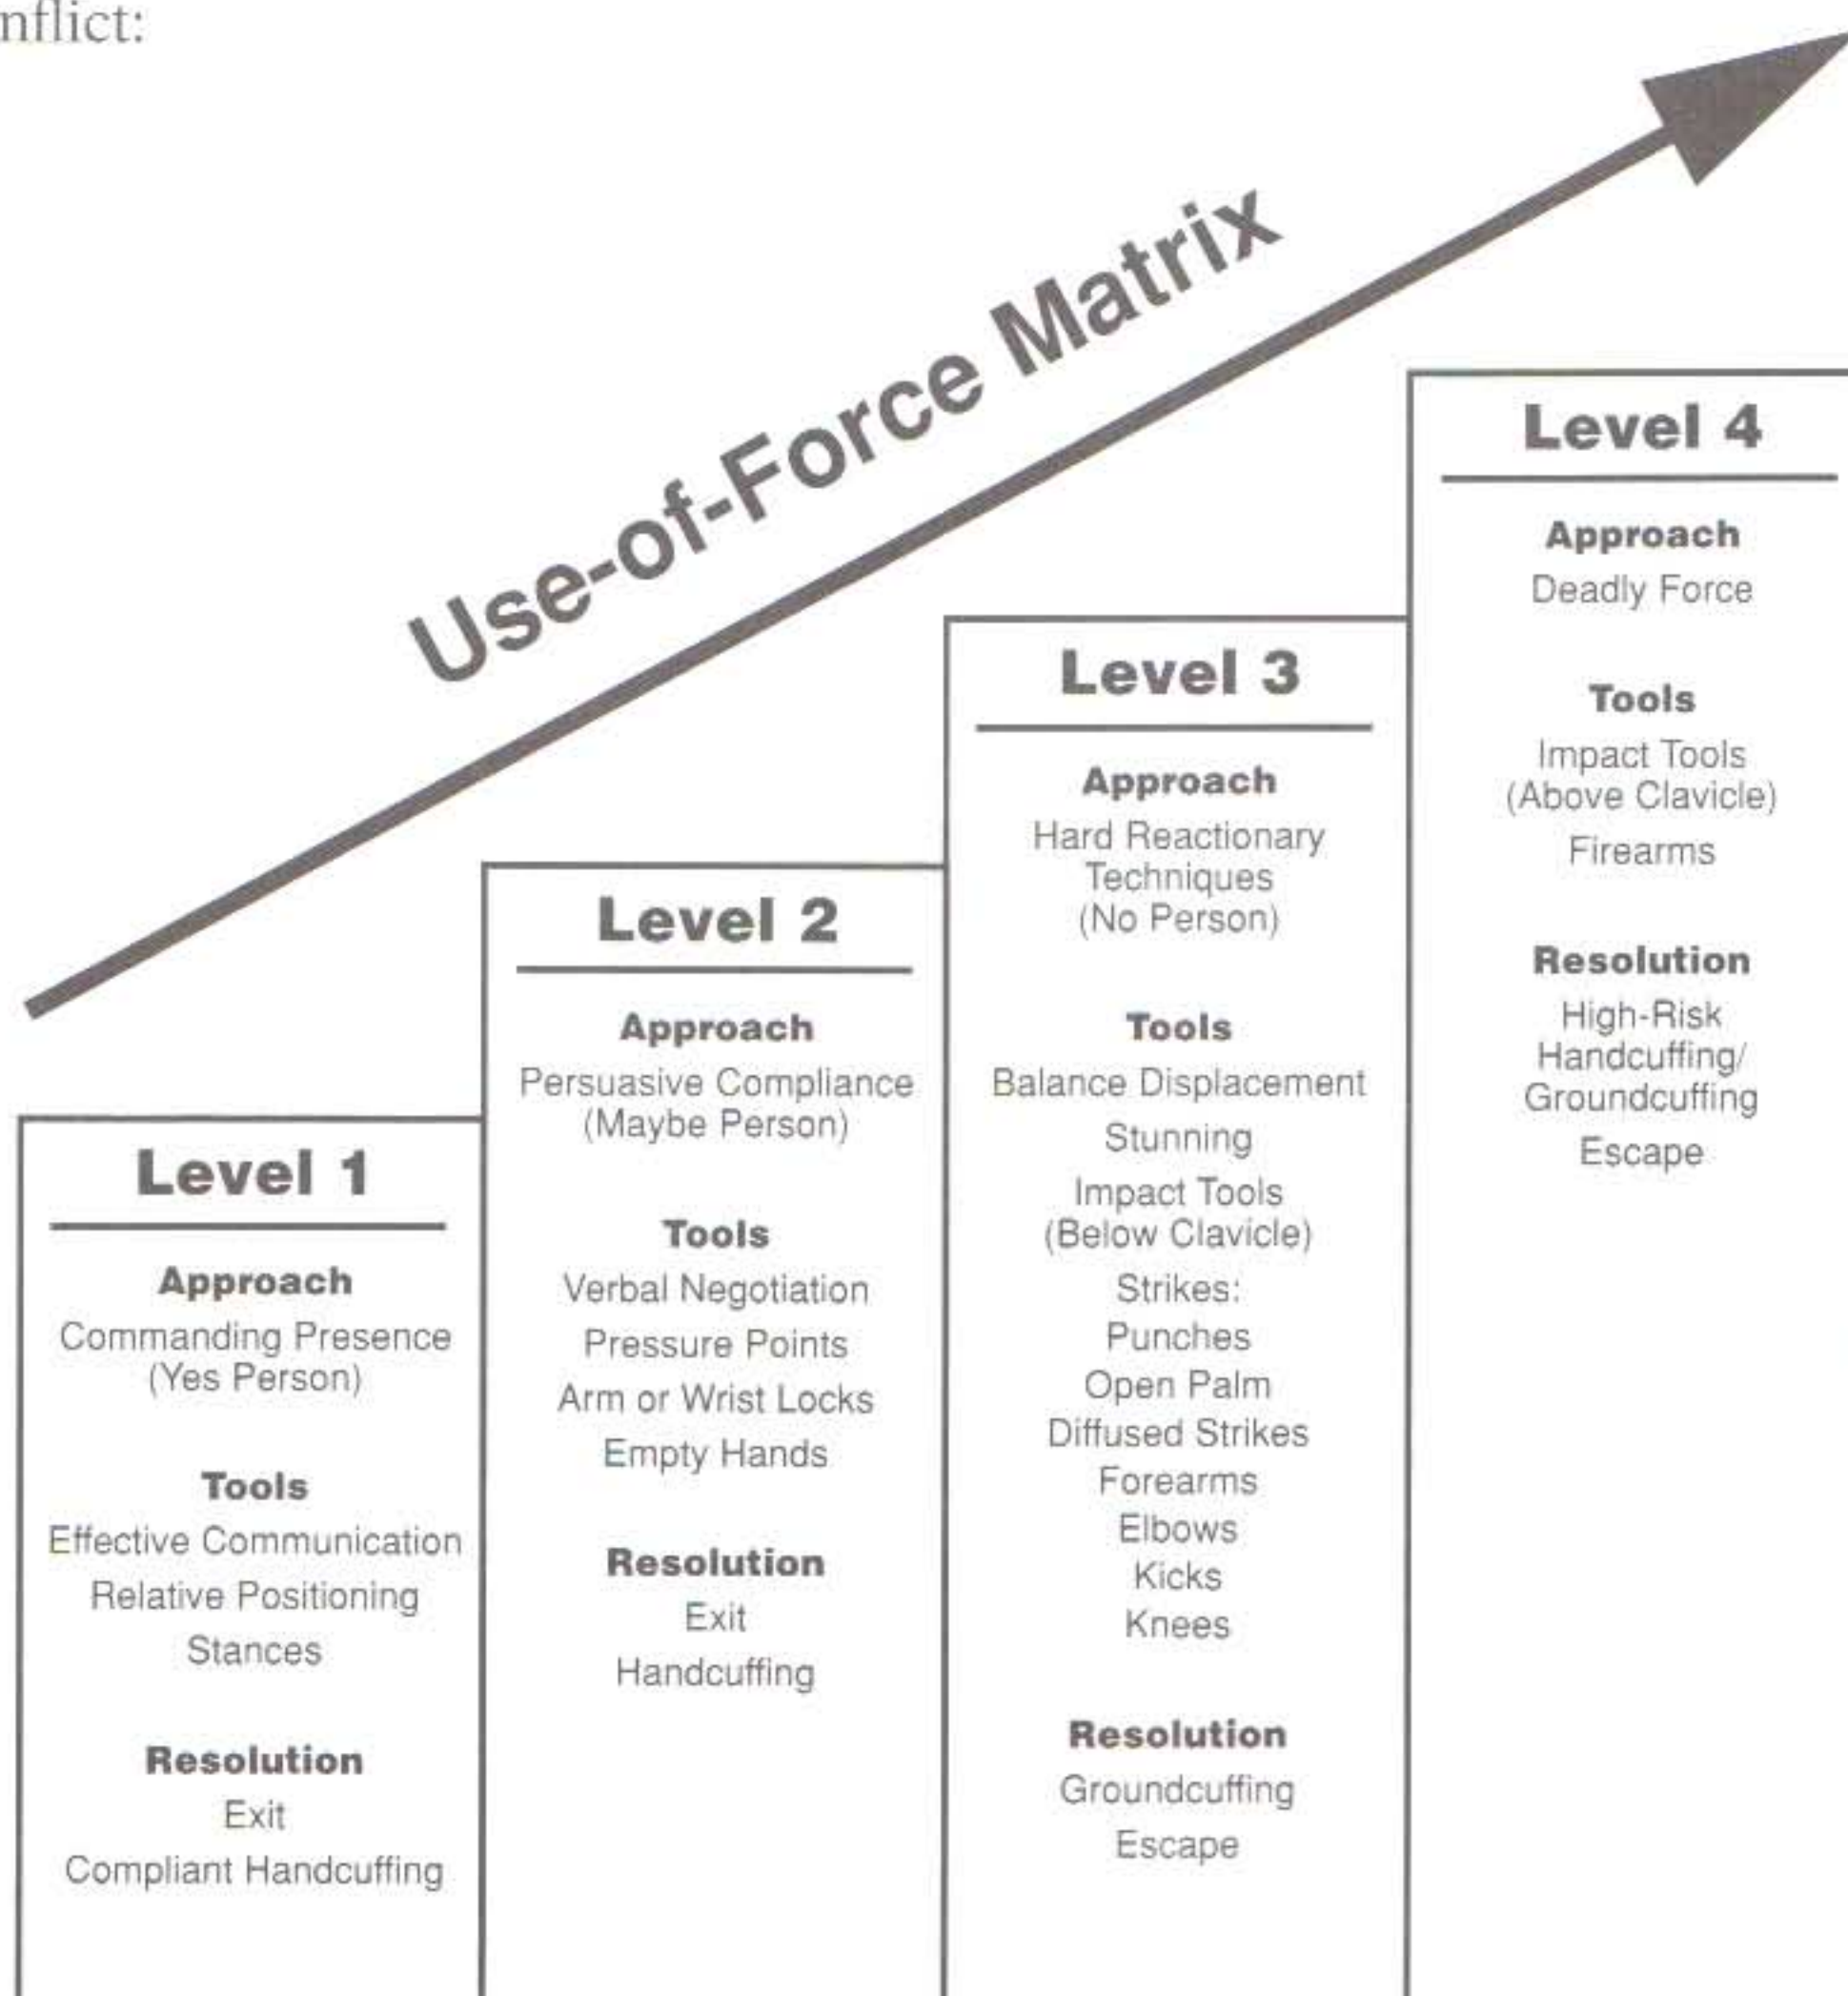 nflict:
Use-of-Force Matrix
Level 1
Approach
Commanding Presence
(Yes Person)
Tools
Effective Communication
Relative Positioning
Stances
Resolution
Exit
Compliant Handcuffing
Level 2
Approach
Persuasive Compliance
(Maybe Person)
Tools
Verbal Negotiation
Pressure Points
Arm or Wrist Locks
Empty Hands
Resolution
Exit
Handcuffing
Level 3
Approach
Hard Reactionary
Techniques
(No Person)
Tools
Balance Displacement
Stunning
Impact Tools
(Below Clavicle)
Strikes:
Punches
Open Palm
Diffused Strikes
Forearms
Elbows
Kicks
Knees
Resolution
Groundcuffing
Escape
Level 4
Approach
Deadly Force
Tools
Impact Tools
(Above Clavicle)
Firearms
Resolution
High-Risk
Handcuffing/
Groundcuffing
Escape